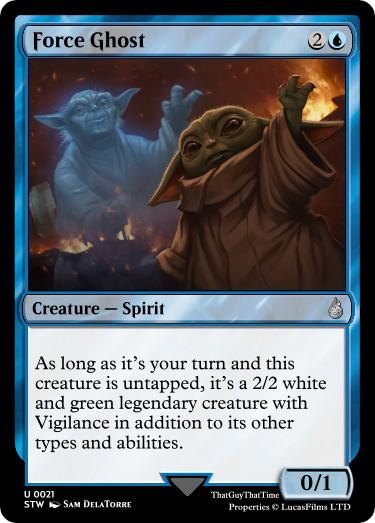 Force Ghost 2
Creature — Spirit
As long as it's your turn and this
creature is untapped, it's a 2/2 white
and green legendary creature with
Vigilance in addition to its other
types and abilities.
0/1
U 0021
STW SAM DELATORRE
ThatGuyThatTime
Properties © LucasFilms LTD